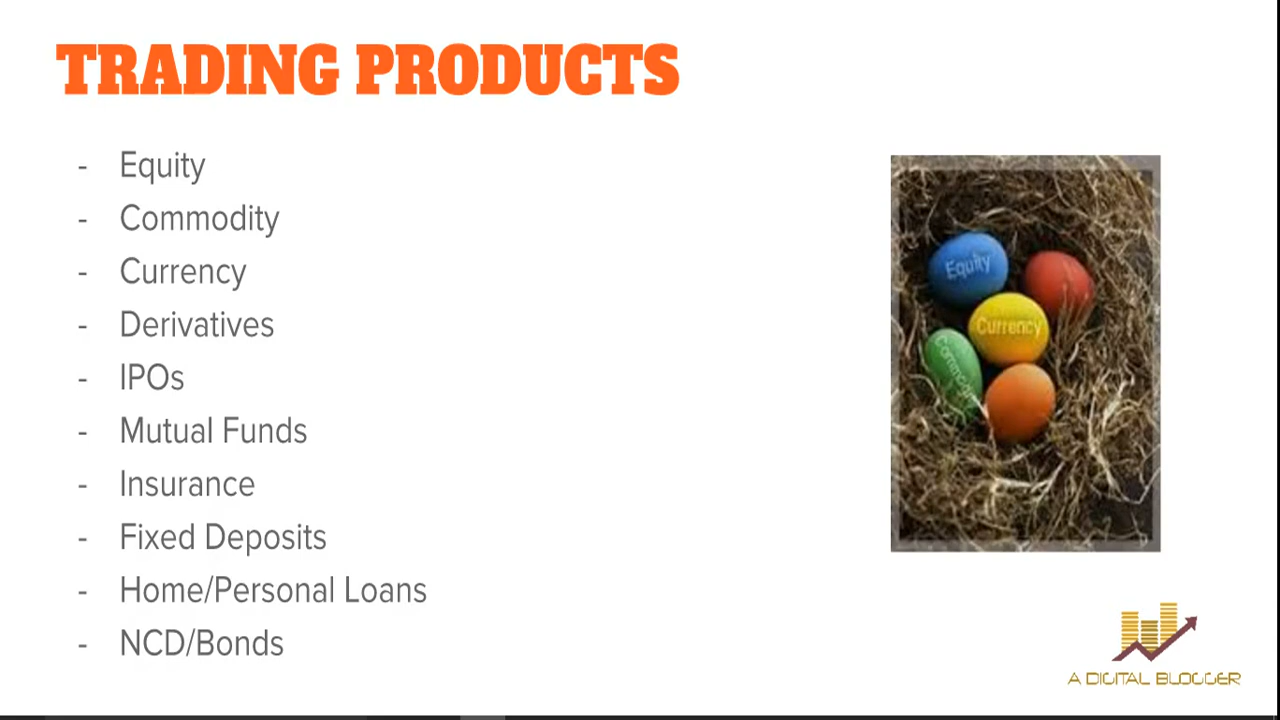 TRADING PRODUCTS
- Equity
- Commodity
- Currency
- Derivatives
- IPOs
- Mutual Funds
- Insurance
- Fixed Deposits
- Home/Personal Loans
- NCD/Bonds
Equity
Currency
A DIGITAL BLOGGER